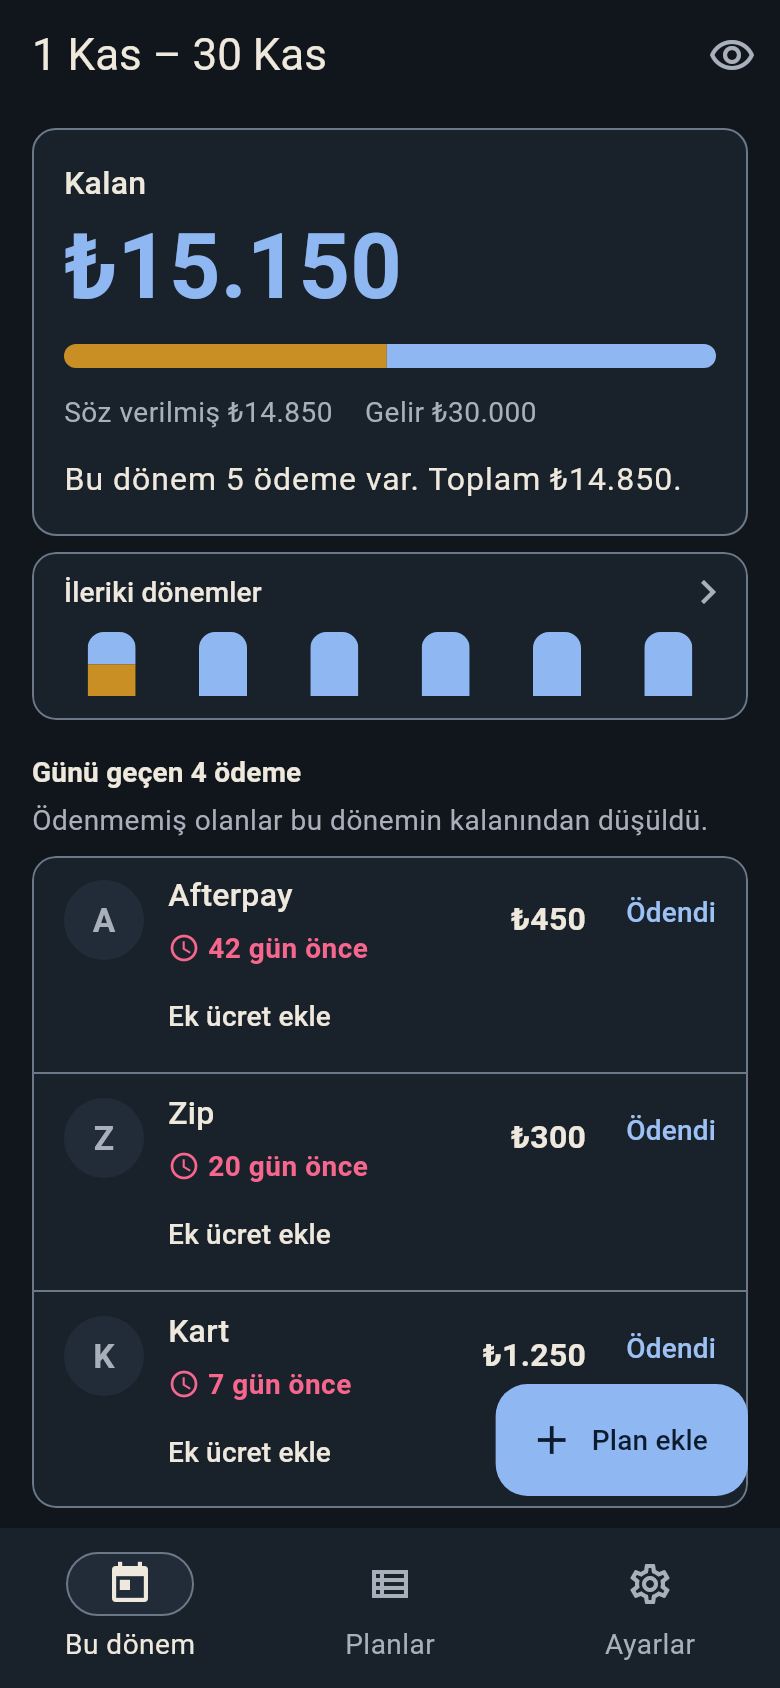 1 Kas – 30 Kas
Kalan
₺15.150
Söz verilmiş ₺14.850 Gelir ₺30.000
Bu dönem 5 ödeme var. Toplam ₺14.850.
İleriki dönemler
Günü geçen 4 ödeme
Ödenmemiş olanlar bu dönemin kalanından düşüldü.
A
Afterpay
₺450
Ödendi
42 gün önce
Ek ücret ekle
Z
Zip
₺300
Ödendi
20 gün önce
Ek ücret ekle
K
Kart
₺1.250
Ödendi
7 gün önce
Ek ücret ekle
Plan ekle
Bu dönem
Planlar
Ayarlar